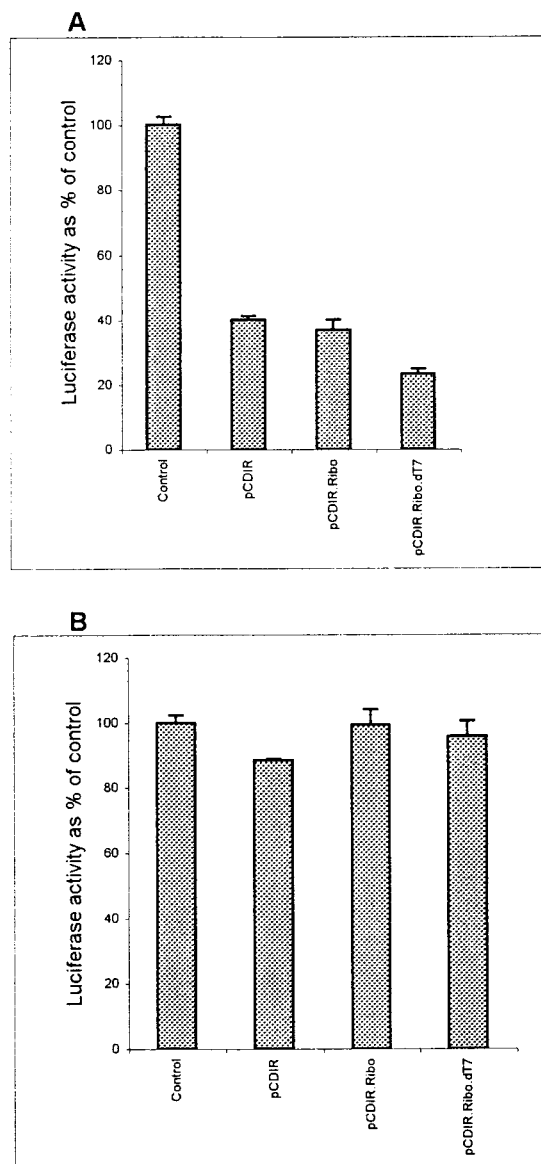 A
Luciferase activity as % of control
120
100
80
60
40
20
0
Control
pCDIR
pCDIR.Ribo
pCDIR.Ribo.dT7
B
Luciferase activity as % of control
120
100
80
60
40
20
0
Control
pCDIR
pCDIR.Ribo
pCDIR.Ribo.dT7